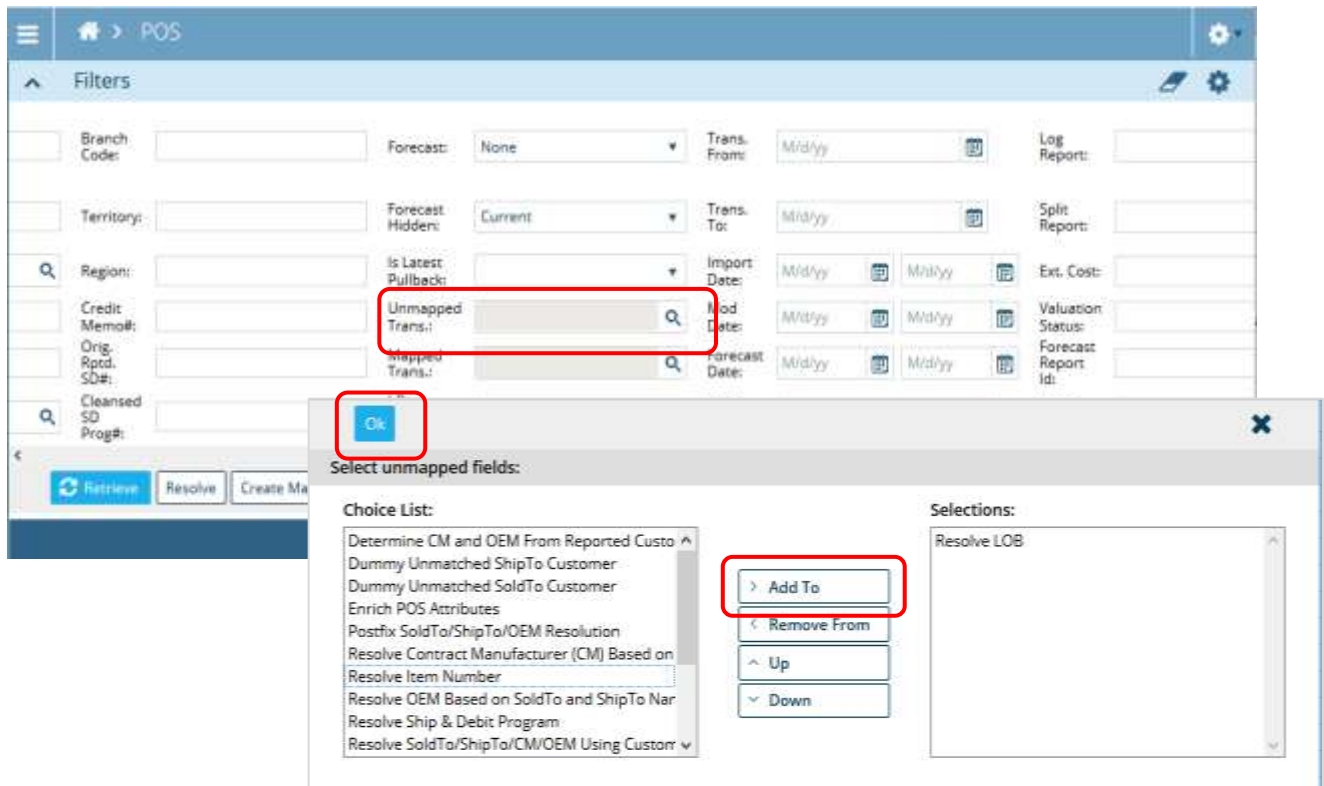 POS
Filters
Branch Code:
Forecast:
None
Trans. From:
M/d/yy
Log Report:
Territory:
Forecast Hidden:
Current
Trans. To:
M/d/yy
Split Report:
Region:
Is Latest Pullback:
Import Date:
M/d/yy
M/d/yy
Ext. Cost:
Credit Memo#:
Unmapped Trans.:
Mod Date:
M/d/yy
M/d/yy
Valuation Status:
Orig. Rptd. SD#:
Mapped Trans.:
Forecast Date:
M/d/yy
M/d/yy
Forecast Report Id:
Cleansed SD Prog#:
Retrieve
Resolve
Create Ma
Ok
Select unmapped fields:
Choice List:
Determine CM and OEM From Reported Custo
Dummy Unmatched ShipTo Customer
Dummy Unmatched SoldTo Customer
Enrich POS Attributes
Postfix SoldTo/ShipTo/OEM Resolution
Resolve Contract Manufacturer (CM) Based on
Resolve Item Number
Resolve OEM Based on SoldTo and ShipTo Nar
Resolve Ship & Debit Program
Resolve SoldTo/ShipTo/CM/OEM Using Custom
Add To
Remove From
Up
Down
Selections:
Resolve LOB